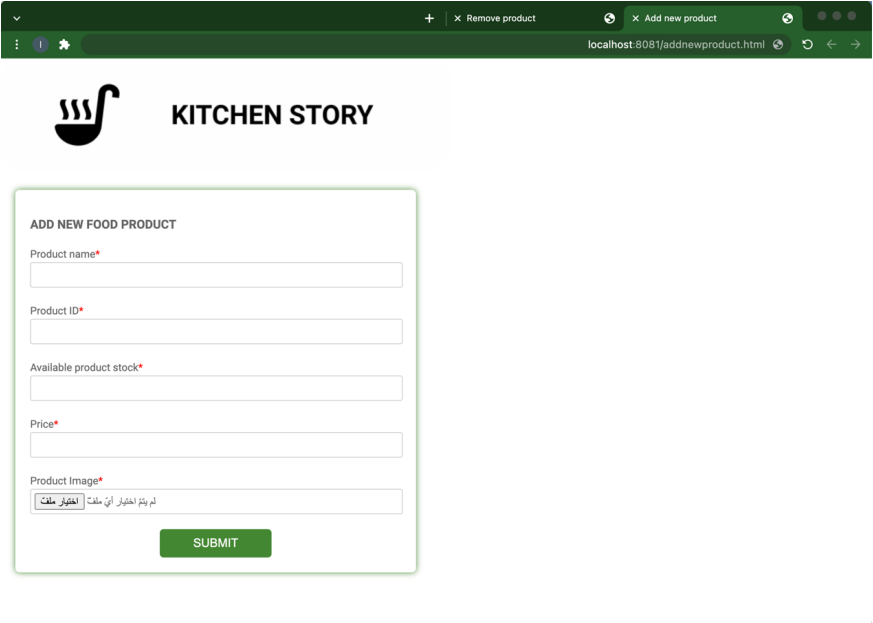 Remove product
Add new product
I
localhost:8081/addnewproduct.html
KITCHEN STORY
ADD NEW FOOD PRODUCT
Product name*
Product ID*
Available product stock*
Price*
Product Image*
اختيار ملفّ لم يتمّ اختيار أيّ ملفّ
SUBMIT